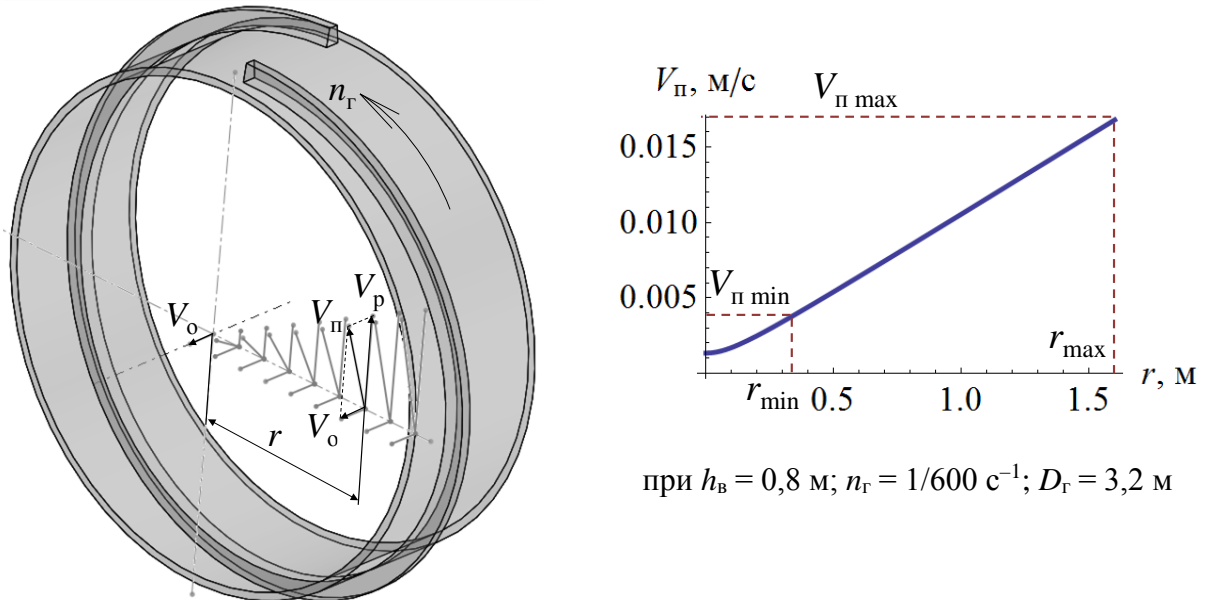 n_г
V_о
V_п
V_р
V_о
r
V_п, м/с
V_п max
0.015
0.010
V_п min
0.005
r_max
r_min 0.5 1.0 1.5 r, м
при h_в = 0,8 м; n_г = 1/600 с⁻¹; D_г = 3,2 м